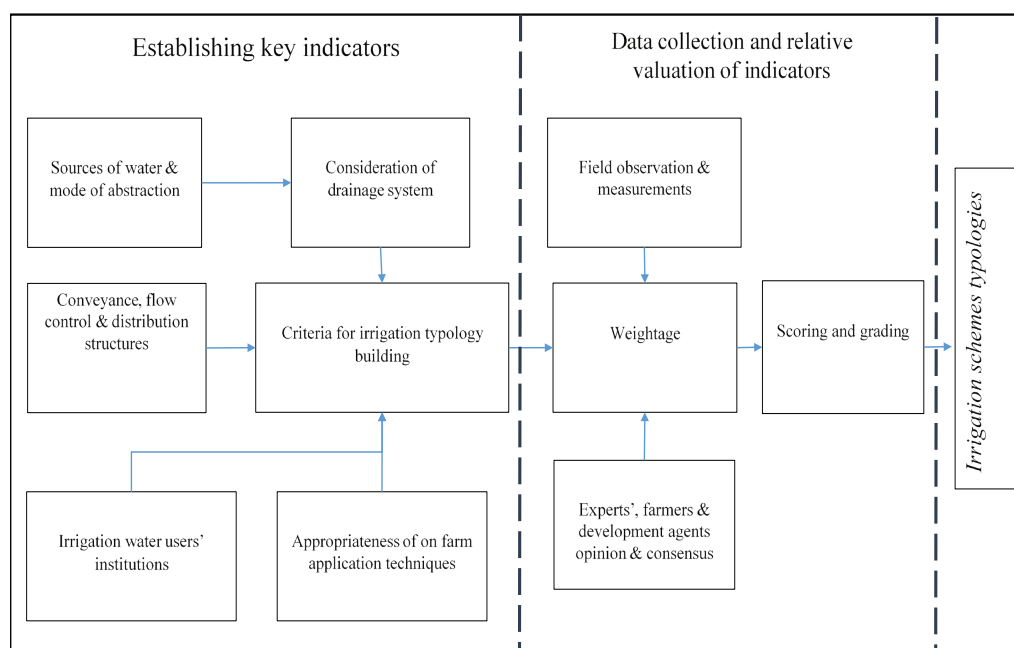 Establishing key indicators
Data collection and relative
valuation of indicators
Sources of water &
mode of abstraction
Consideration of
drainage system
Field observation &
measurements
Conveyance, flow
control & distribution
structures
Criteria for irrigation typology
building
Weightage
Scoring and grading
Irrigation schemes typologies
Irrigation water users’
institutions
Appropriateness of on farm
application techniques
Experts’, farmers &
development agents
opinion & consensus